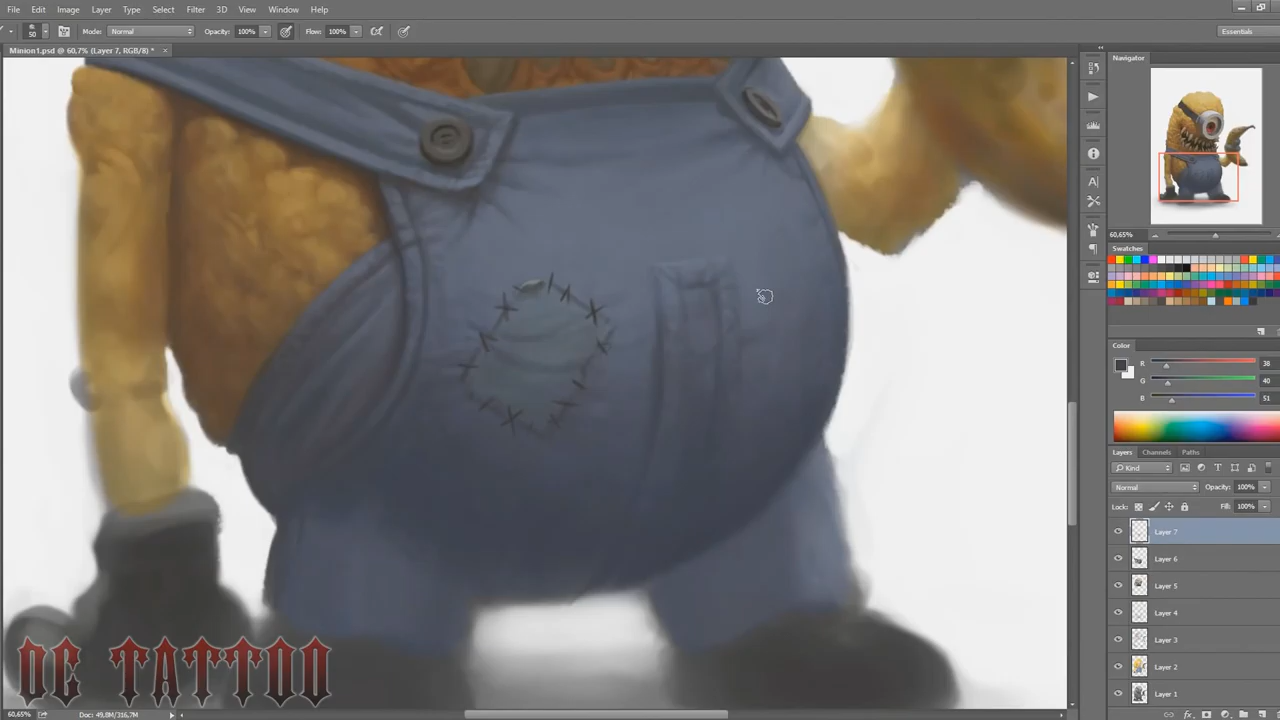 File Edit Image Layer Type Select Filter 3D View Window Help
50 Mode: Normal Opacity: 100% Flow: 100% Essentials
Minion1.psd @ 60,7% (Layer 7, RGB/8) * ×
Navigator
60,65%
Swatches
Color
R 38
G 40
B 51
Layers Channels Paths
Kind
Normal Opacity: 100%
Lock: Fill: 100%
Layer 7
Layer 6
Layer 5
Layer 4
Layer 3
Layer 2
Layer 1
DC TATTOO
60,65% Doc: 49,8M/316,7M